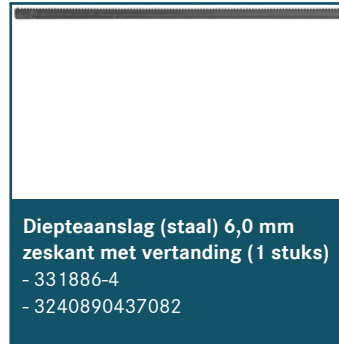 Diepteaanslag (staal) 6,0 mm
zeskant met vertanding (1 stuks)
- 331886-4
- 3240890437082